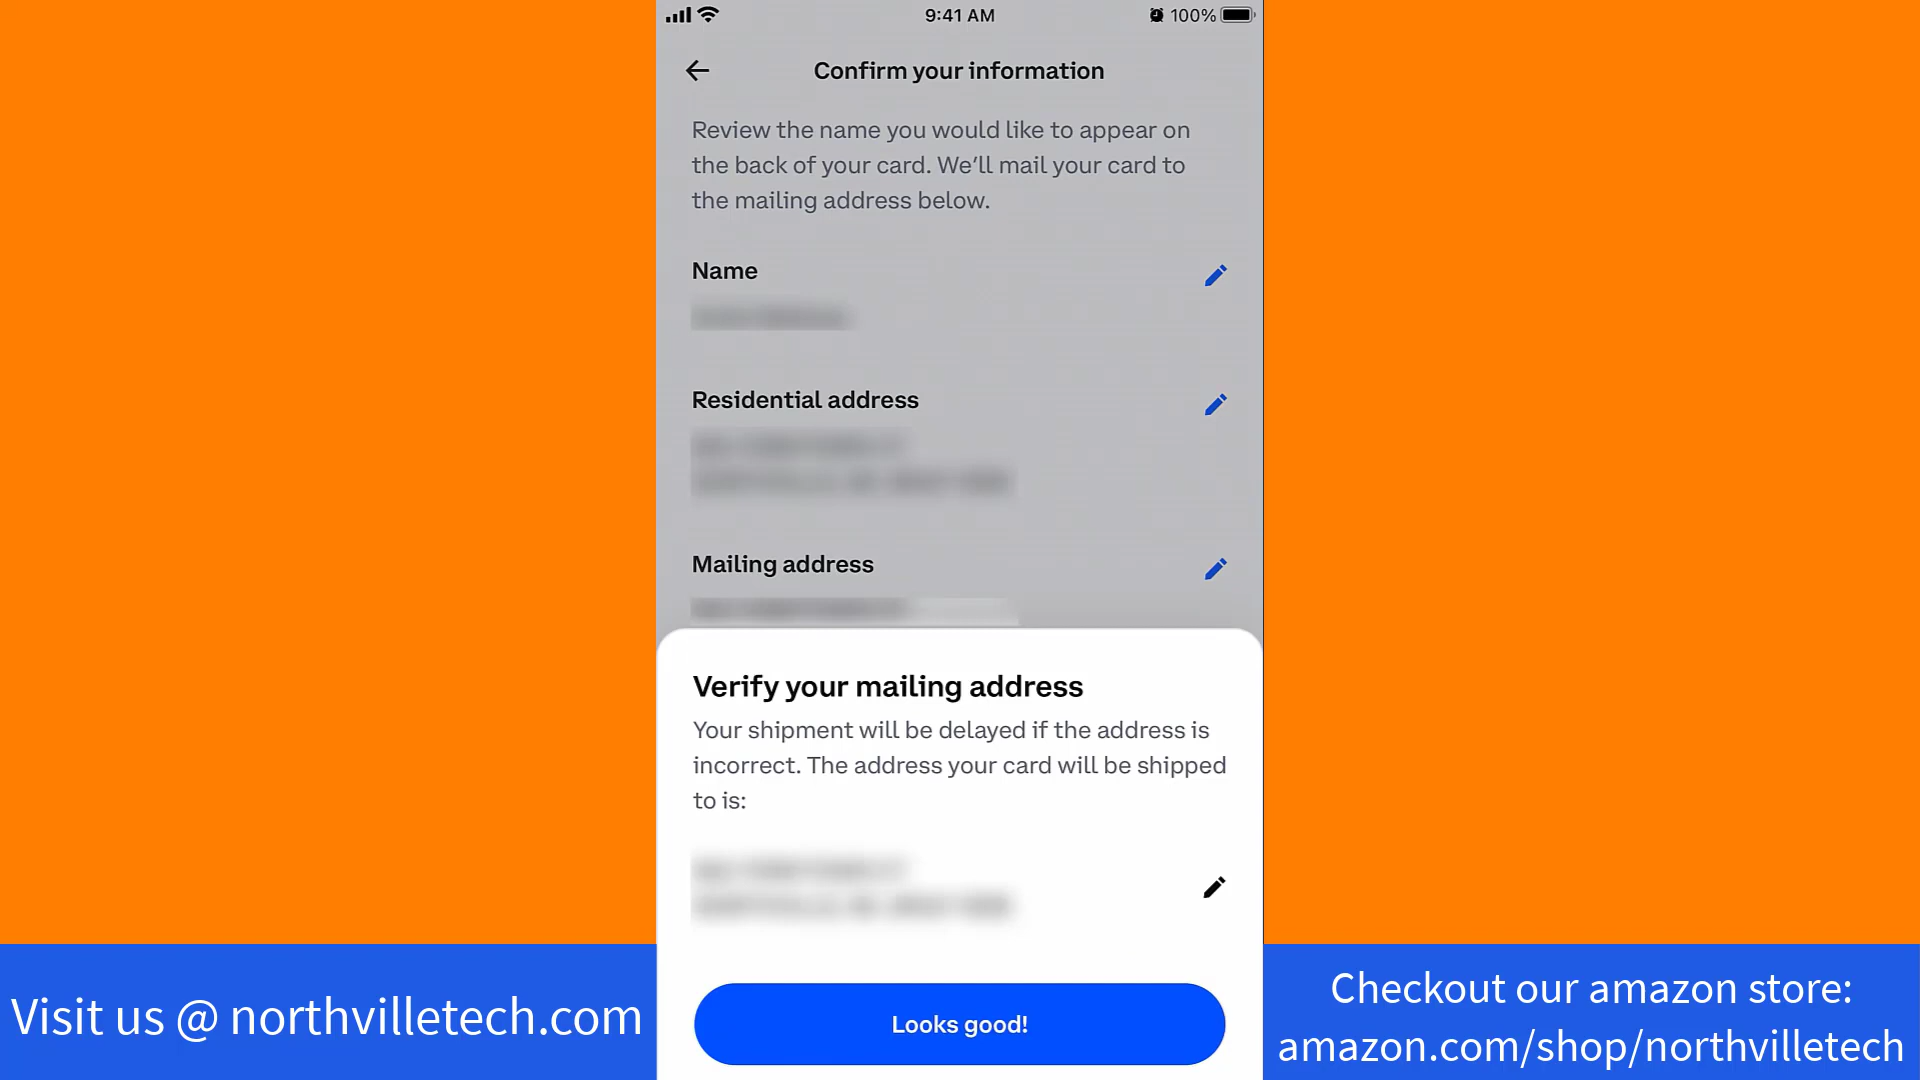 9:41 AM
100%
Confirm your information
Review the name you would like to appear on
the back of your card. We'll mail your card to
the mailing address below.
Name
Residential address
Mailing address
Verify your mailing address
Your shipment will be delayed if the address is
incorrect. The address your card will be shipped
to is:
Looks good!
Visit us @ northvilletech.com
Checkout our amazon store:
amazon.com/shop/northvilletech